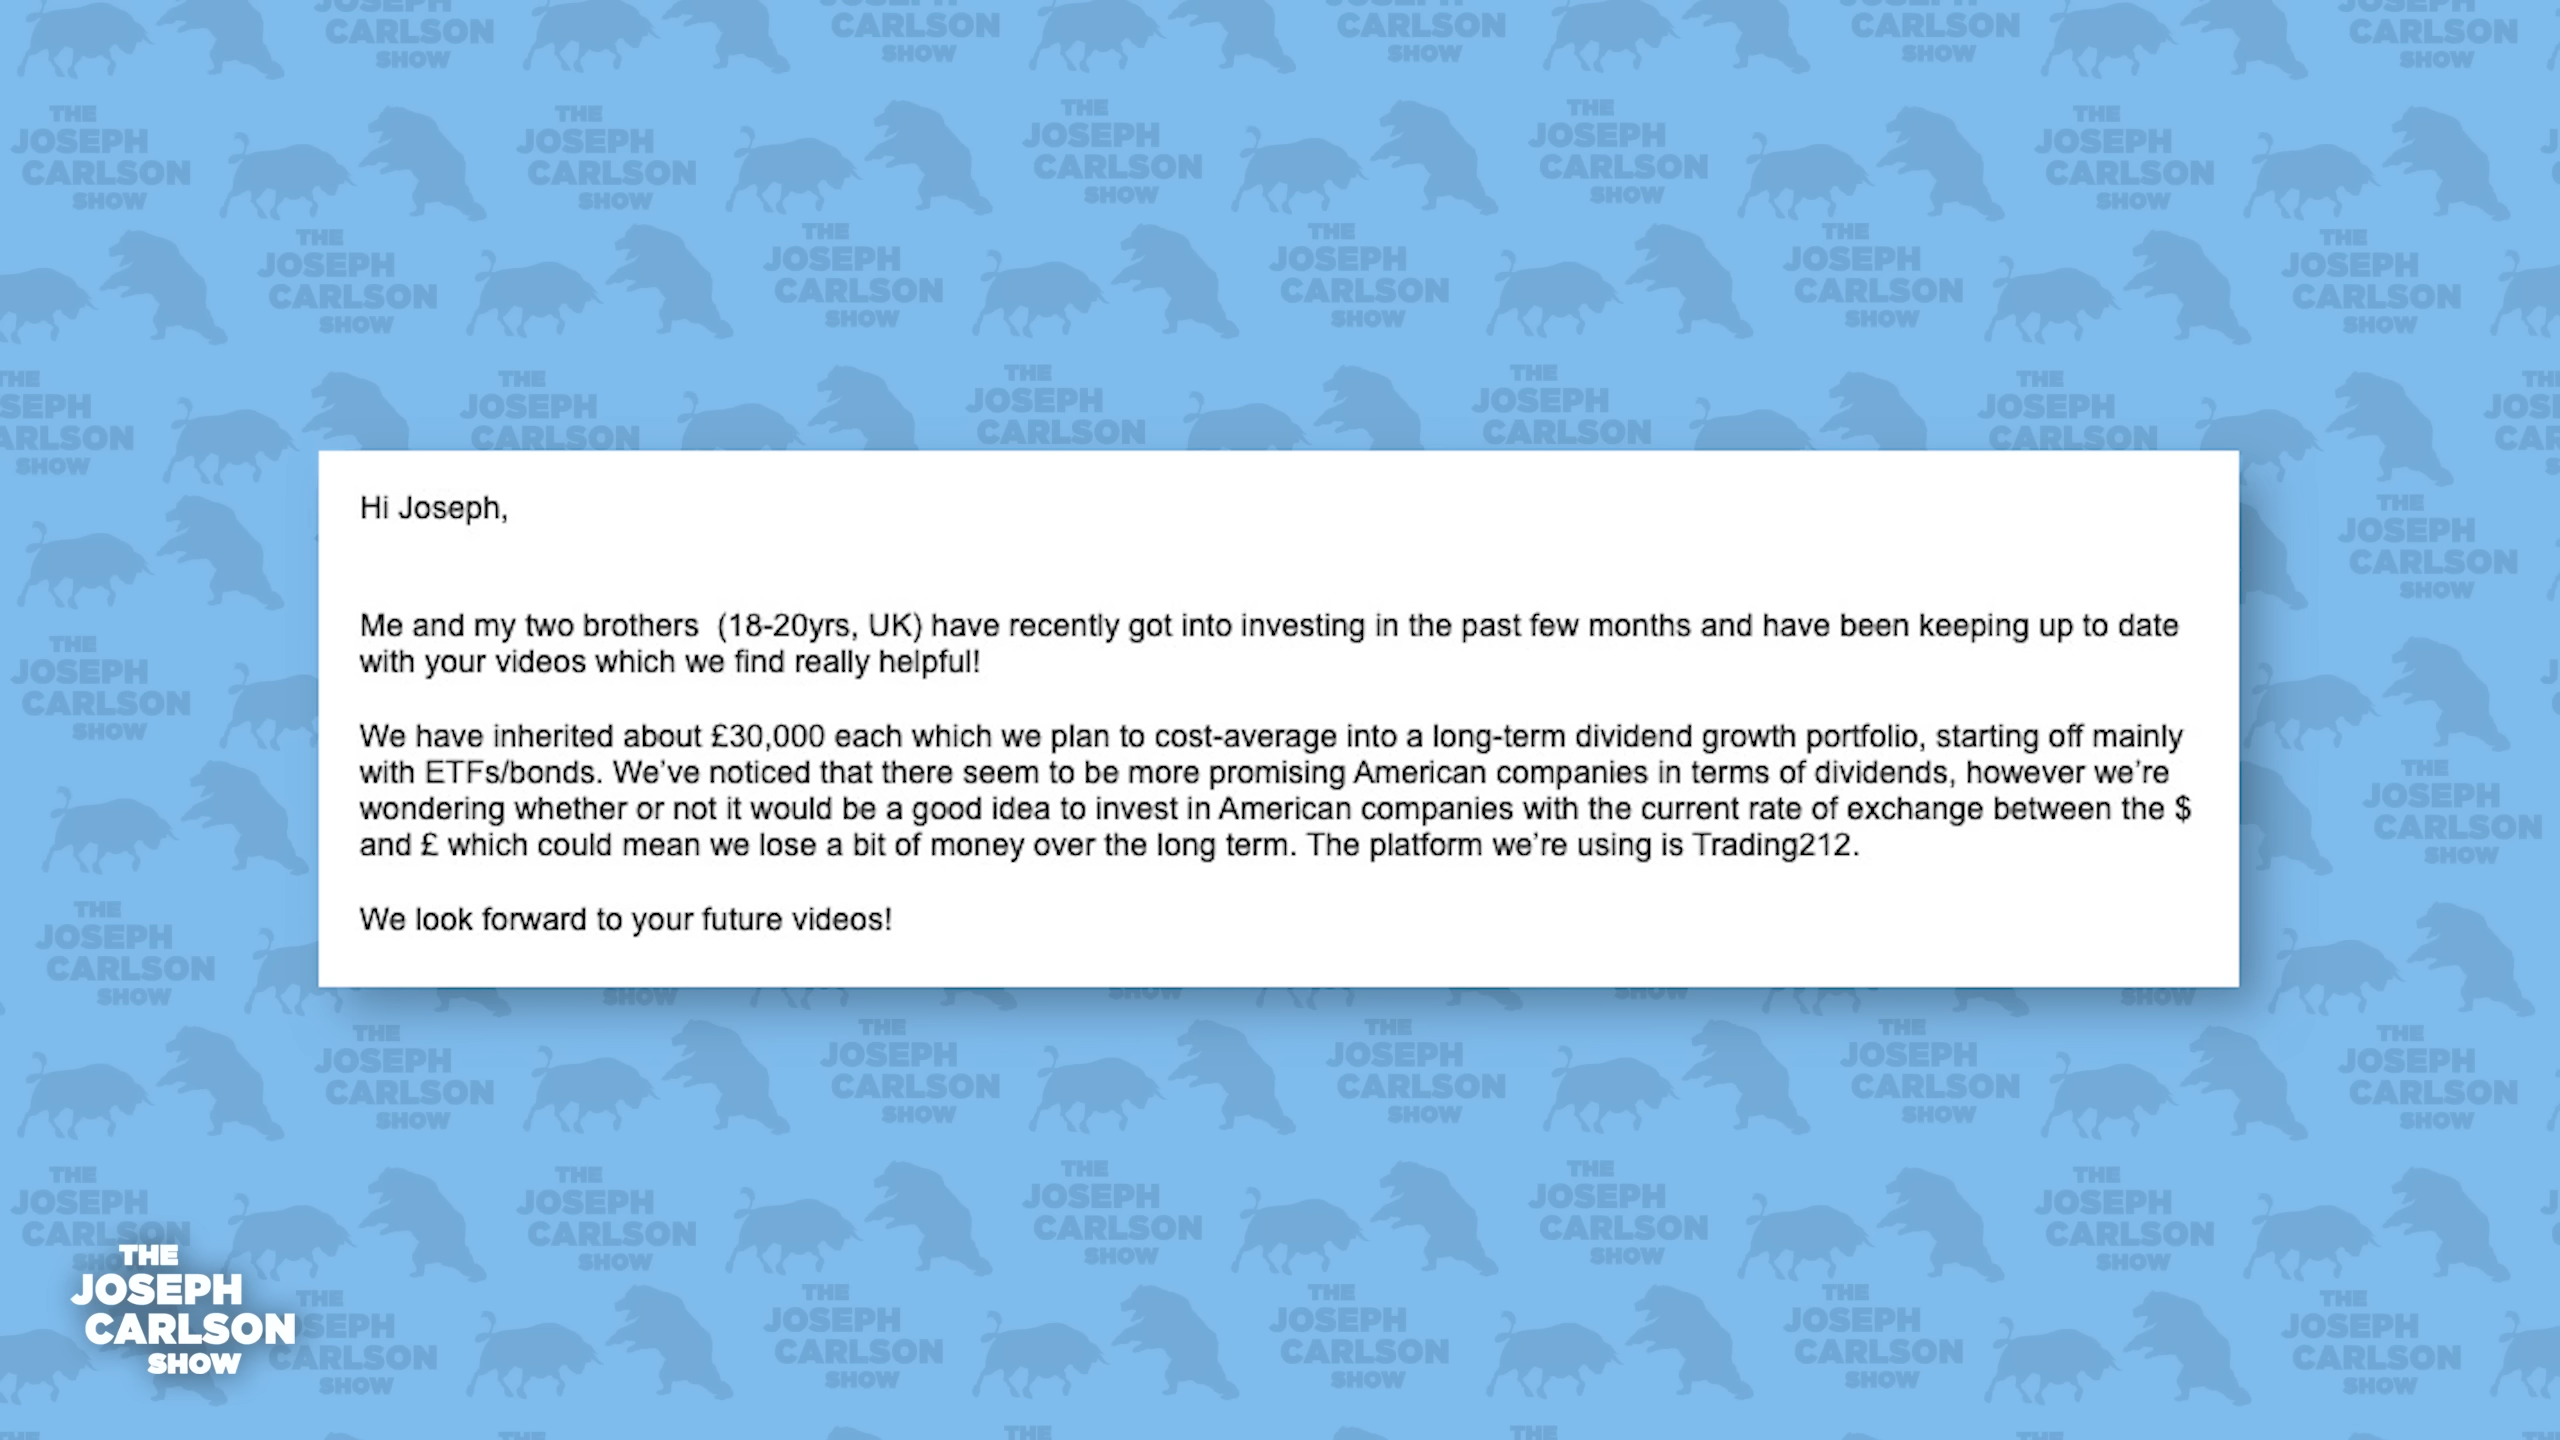 Hi Joseph,
Me and my two brothers  (18-20yrs, UK) have recently got into investing in the past few months and have been keeping up to date
with your videos which we find really helpful!
We have inherited about £30,000 each which we plan to cost-average into a long-term dividend growth portfolio, starting off mainly
with ETFs/bonds. We've noticed that there seem to be more promising American companies in terms of dividends, however we're
wondering whether or not it would be a good idea to invest in American companies with the current rate of exchange between the $
and £ which could mean we lose a bit of money over the long term. The platform we're using is Trading212.
We look forward to your future videos!
THE
JOSEPH
CARLSON
SHOW